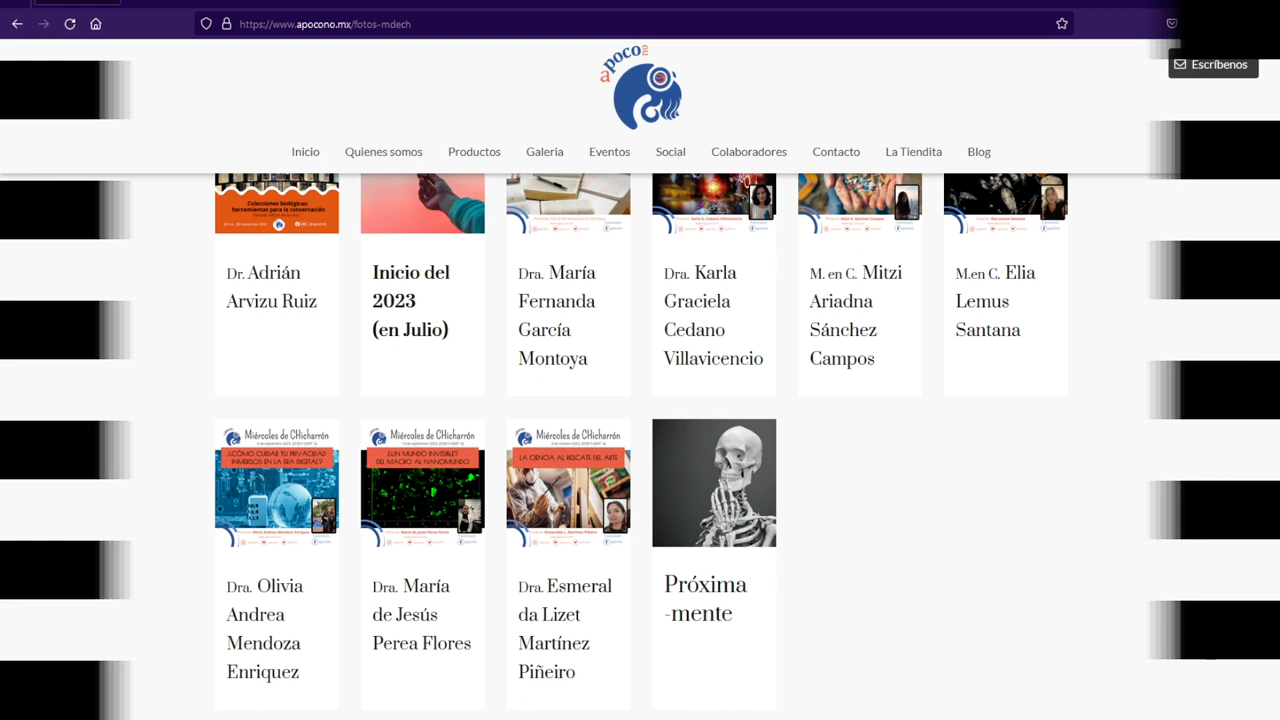 https://www.apocono.mx/fotos-mdech
apocono
Escríbenos
Inicio
Quienes somos
Productos
Galeria
Eventos
Social
Colaboradores
Contacto
La Tiendita
Blog
Colecciones biológicas:
herramientas para la conservación
Dr. Adrián
Arvizu Ruiz
Inicio del
2023
(en Julio)
Dra. María
Fernanda
García
Montoya
Dra. Karla
Graciela
Cedano
Villavicencio
M. en C. Mitzi
Ariadna
Sánchez
Campos
M.en C. Elia
Lemus
Santana
Miércoles de CHicharrón
¿CÓMO CUIDAR TU PRIVACIDAD
INMERSOS EN LA ERA DIGITAL?
Dra. Olivia
Andrea
Mendoza
Enriquez
Miércoles de CHicharrón
¿UN MUNDO INVISIBLE?
DEL MACRO AL NANOMUNDO
Dra. María
de Jesús
Perea Flores
Miércoles de CHicharrón
LA CIENCIA AL RESCATE DEL ARTE
Dra. Esmeral
da Lizet
Martínez
Piñeiro
Próxima
-mente